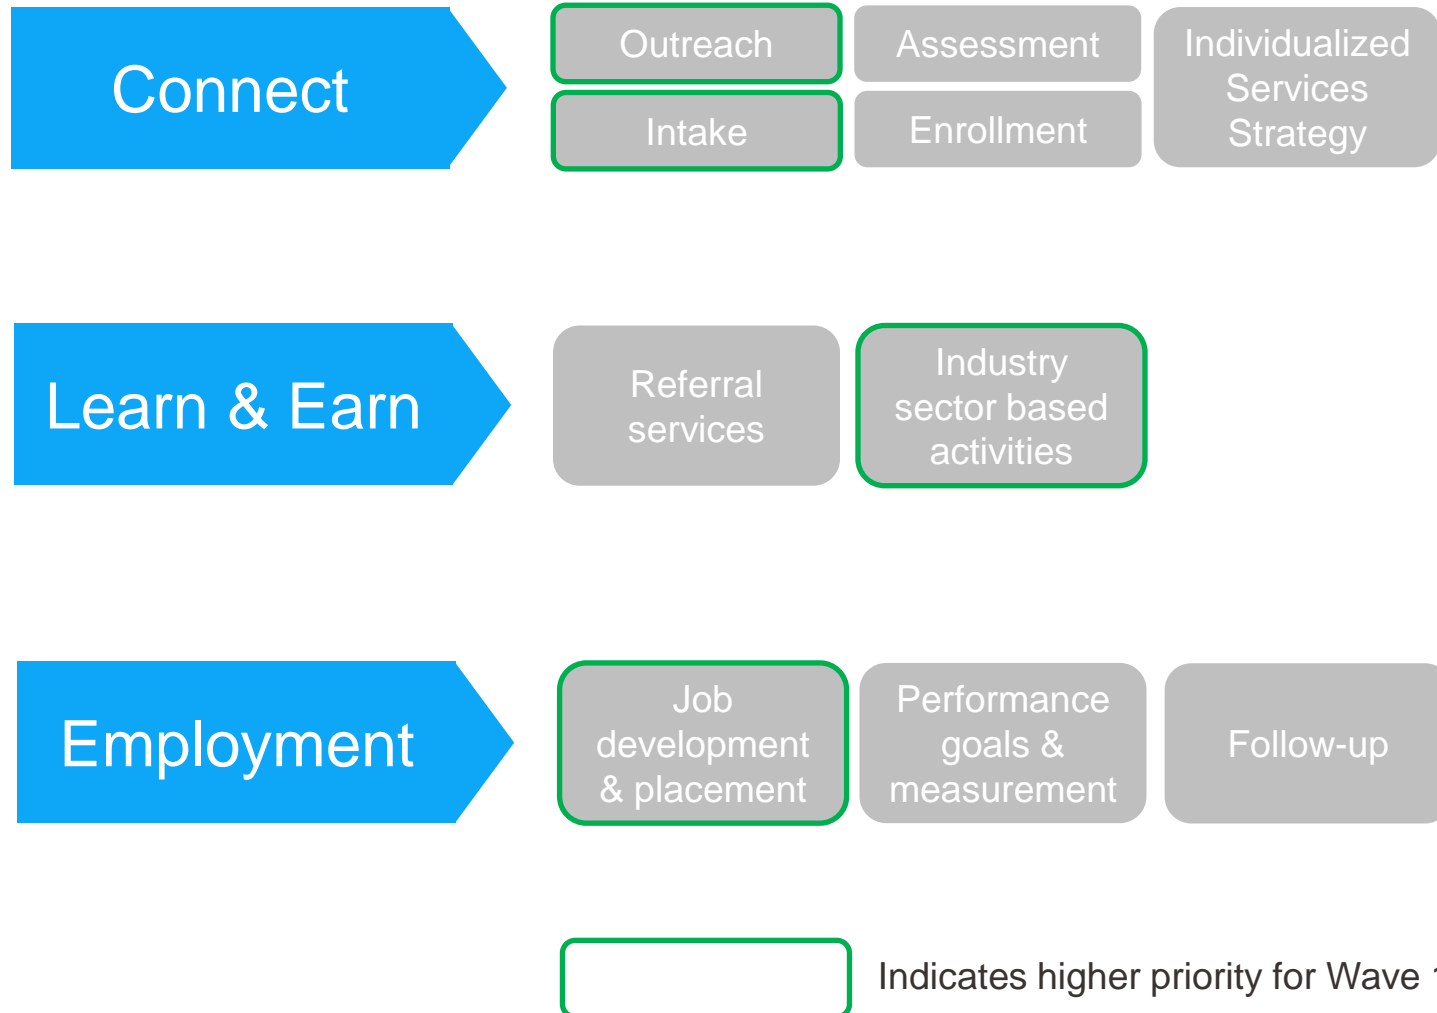 Connect
Outreach
Assessment
Individualized
Services
Strategy
Intake
Enrollment
Learn & Earn
Referral
services
Industry
sector based
activities
Employment
Job
development
& placement
Performance
goals &
measurement
Follow-up
Indicates higher priority for Wave